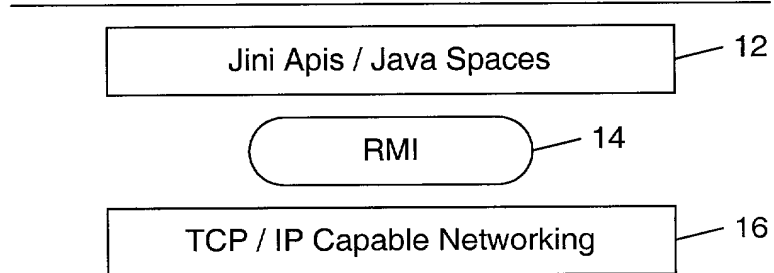 Jini Apis / Java Spaces 12
RMI 14
TCP / IP Capable Networking 16